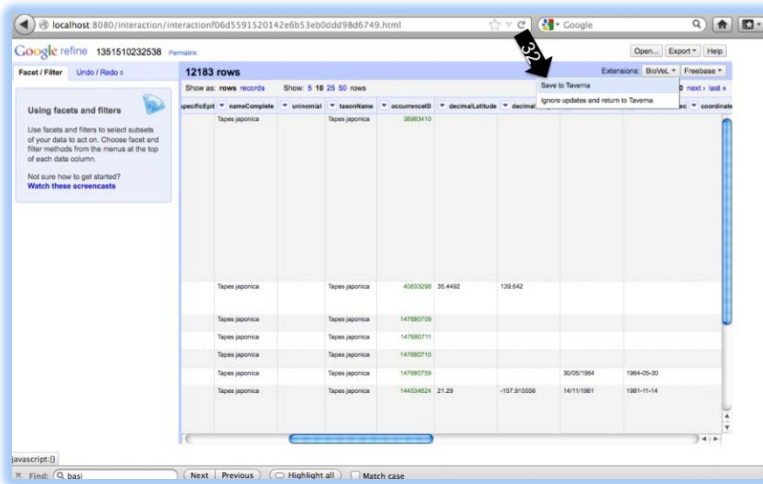 localhost:8080/interaction/interactionf06d5591520142e6b53eb0ddd98d6749.html
Google
32
Google refine 1351510232538 Permalink
Open... Export Help
Facet / Filter Undo / Redo 0
12183 rows
Extensions: BioVeL Freebase
Show as: rows records Show: 5 10 25 50 rows
next › last »
Save to Taverna
Ignore updates and return to Taverna
pecificEpit nameComplete uninomial taxonName occurrenceID decimalLatitude coordinate
Using facets and filters
Use facets and filters to select subsets
of your data to act on. Choose facet and
filter methods from the menus at the top
of each data column.
Not sure how to get started?
Watch these screencasts
Tapes japonica Tapes japonica 38983410
Tapes japonica Tapes japonica 40833298 35.4492 139.642
Tapes japonica Tapes japonica 147680709
Tapes japonica Tapes japonica 147680711
Tapes japonica Tapes japonica 147680710
Tapes japonica Tapes japonica 147680759 30/05/1964 1964-05-30
Tapes japonica Tapes japonica 144534824 21.29 -157.815556 14/11/1981 1981-11-14
javascript:{}
× Find: basi Next Previous Highlight all Match case